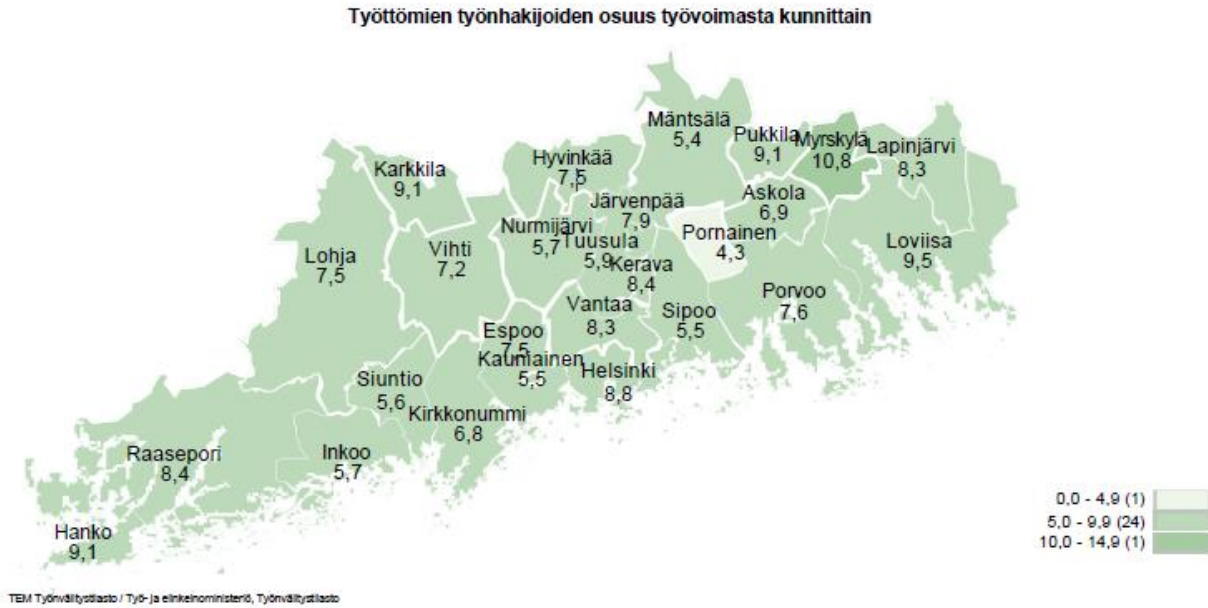 Työttömien työnhakijoiden osuus työvoimasta kunnittain
Mäntsälä
5,4
Pukkila
9,1
Myrskylä
10,8
Lapinjärvi
8,3
Hyvinkää
7,5
Karkkila
9,1
Askola
6,9
Järvenpää
7,9
Nurmijärvi
5,7
Pornainen
4,3
Tuusula
5,9
Loviisa
9,5
Lohja
7,5
Vihti
7,2
Kerava
8,4
Porvoo
7,6
Vantaa
8,3
Sipoo
5,5
Espoo
7,5
Kauniainen
5,5
Helsinki
8,8
Siuntio
5,6
Kirkkonummi
6,8
Raasepori
8,4
Inkoo
5,7
Hanko
9,1
0,0 - 4,9 (1)
5,0 - 9,9 (24)
10,0 - 14,9 (1)
TEM Työnvälitystilasto / Työ- ja elinkeinoministeriö, Työnvälitystilasto